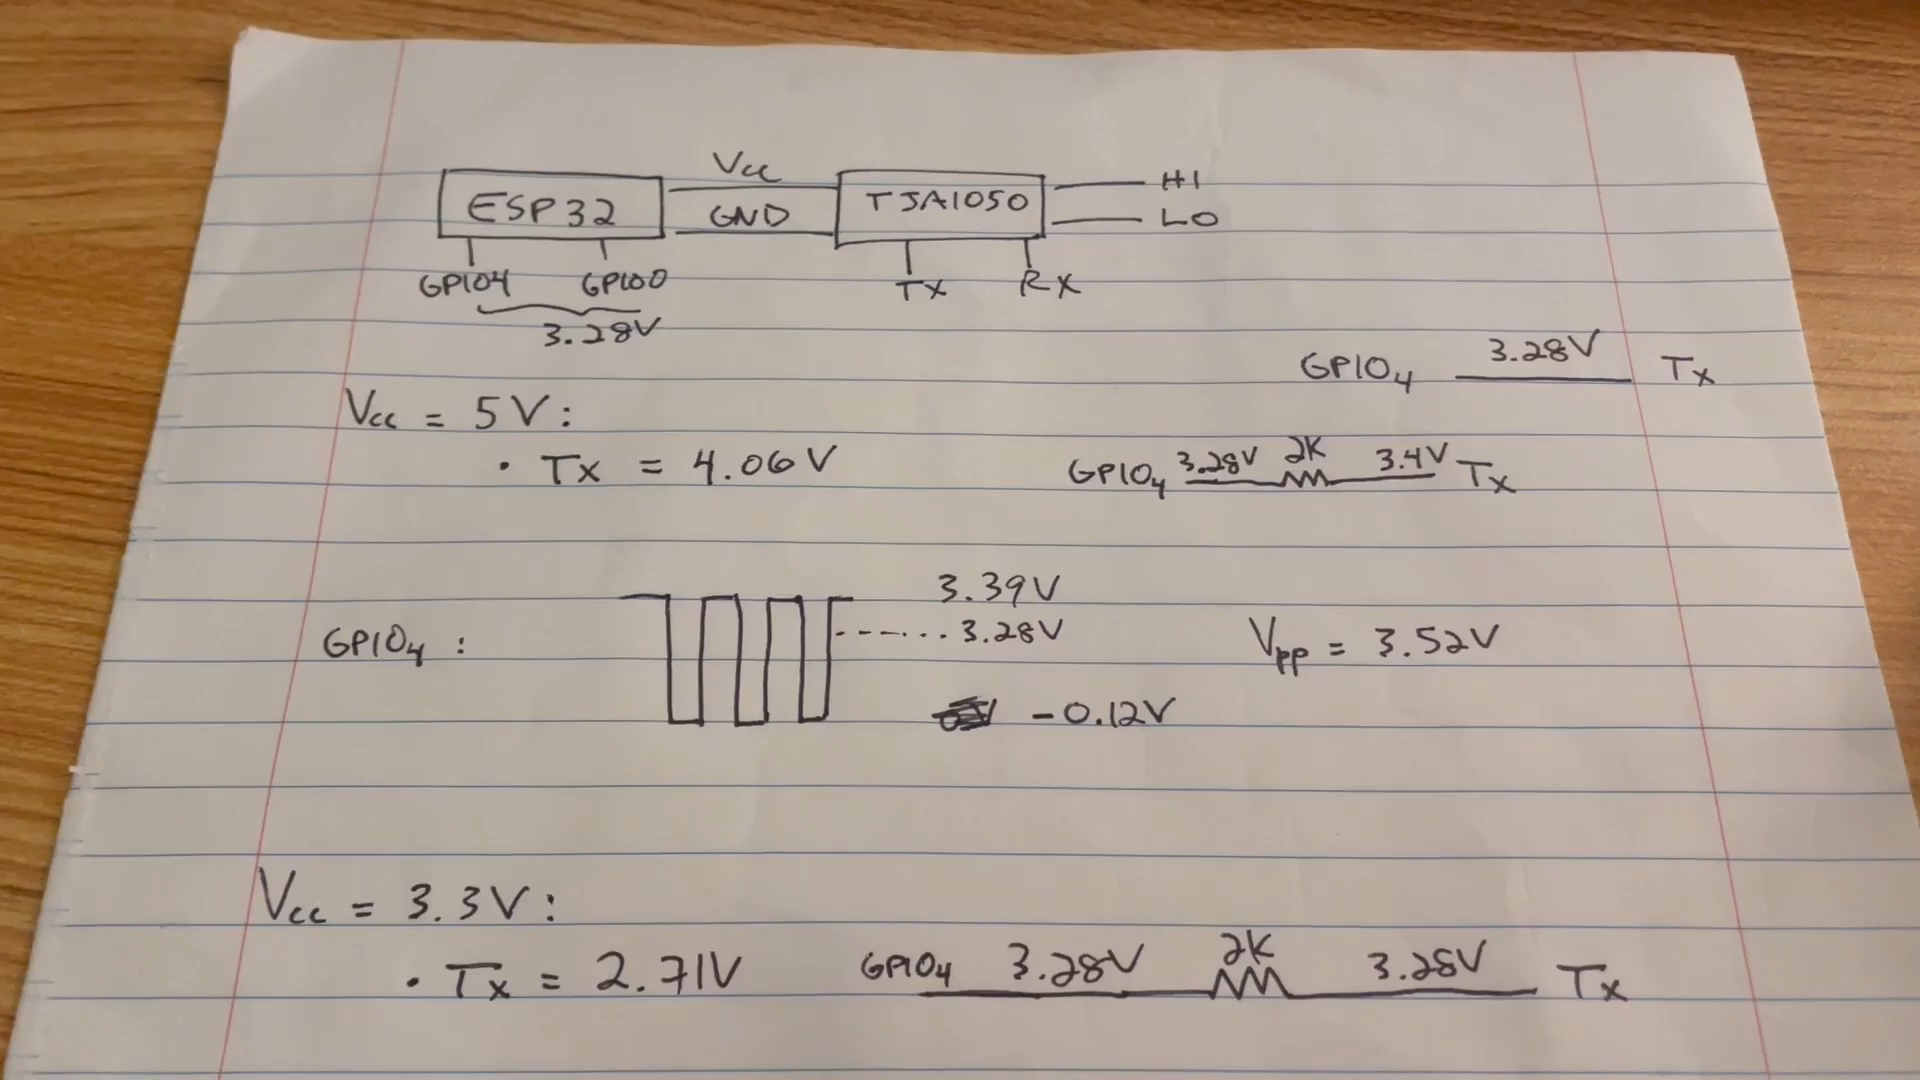 Vcc
ESP32 GND TJA1050 HI
LO
GPIO4 GPIO0 Tx Rx
3.28V
GPIO4 3.28V Tx
Vcc = 5V:
• Tx = 4.06V
GPIO4 3.28V 2K 3.4V Tx
3.39V
GPIO4: 3.28V Vpp = 3.52V
-0.12V
Vcc = 3.3V:
• Tx = 2.71V GPIO4 3.28V 2K 3.28V Tx